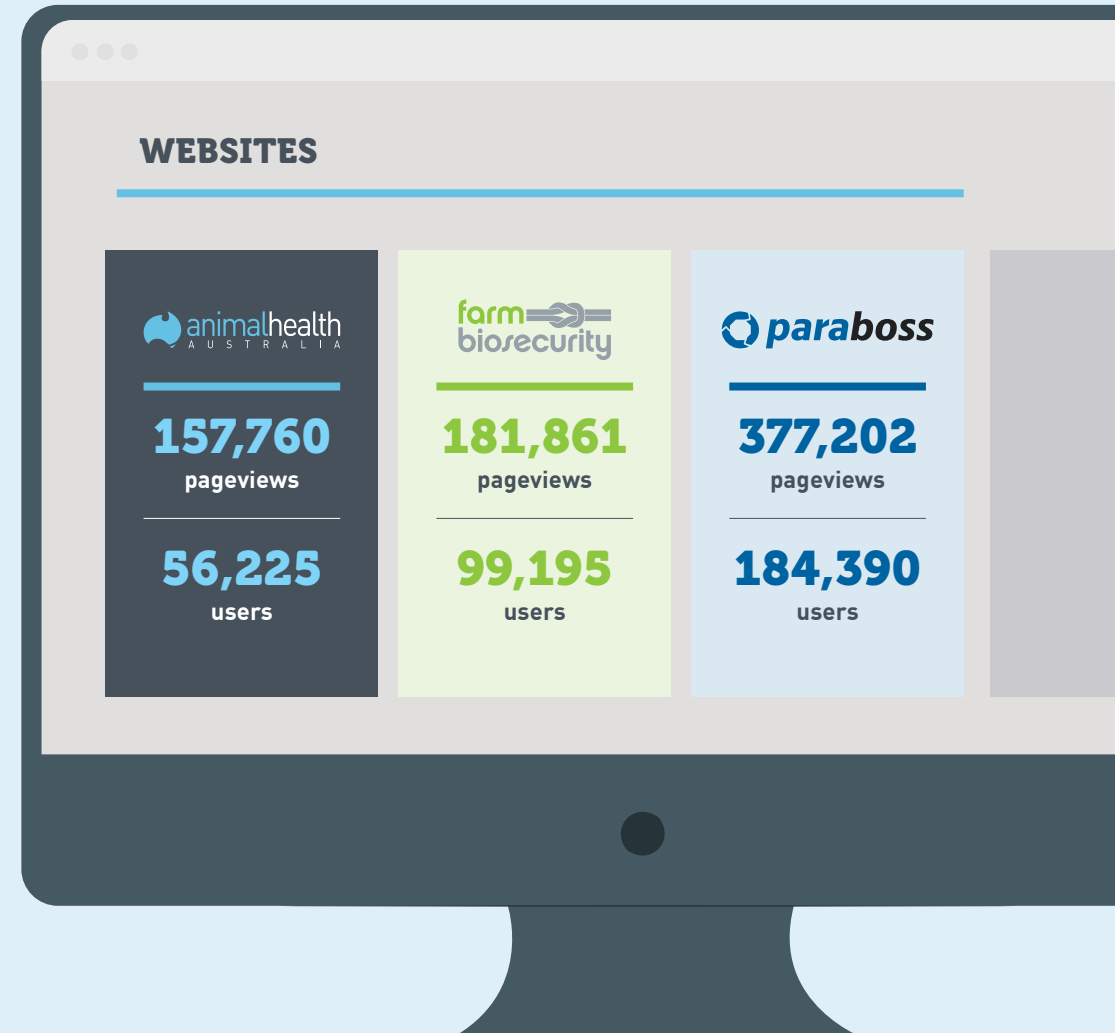 WEBSITES
animalhealth
AUSTRALIA
157,760
pageviews
56,225
users
farm
biosecurity
181,861
pageviews
99,195
users
paraboss
377,202
pageviews
184,390
users